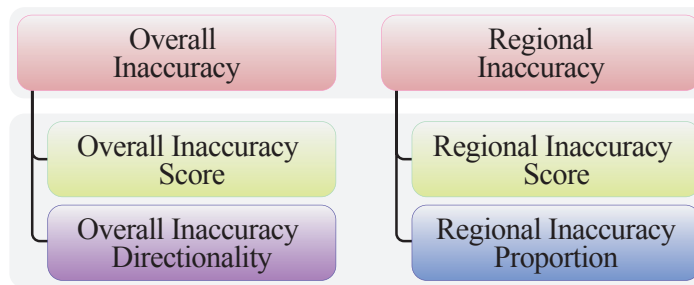 Overall
Inaccuracy
Regional
Inaccuracy
Overall Inaccuracy
Score
Regional Inaccuracy
Score
Overall Inaccuracy
Directionality
Regional Inaccuracy
Proportion